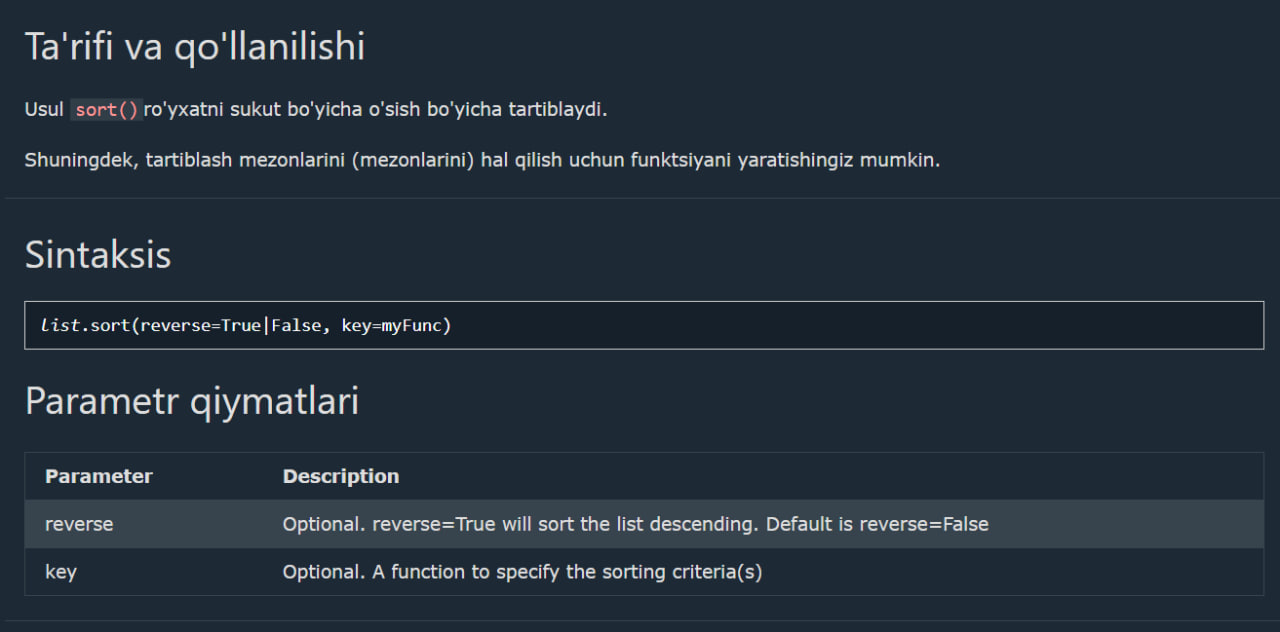 Ta'rifi va qo'llanilishi
Usul sort() ro'yxatni sukut bo'yicha o'sish bo'yicha tartiblaydi.
Shuningdek, tartiblash mezonlarini (mezonlarini) hal qilish uchun funktsiyani yaratishingiz mumkin.
Sintaksis
list.sort(reverse=True|False, key=myFunc)
Parametr qiymatlari
Parameter Description
reverse Optional. reverse=True will sort the list descending. Default is reverse=False
key Optional. A function to specify the sorting criteria(s)